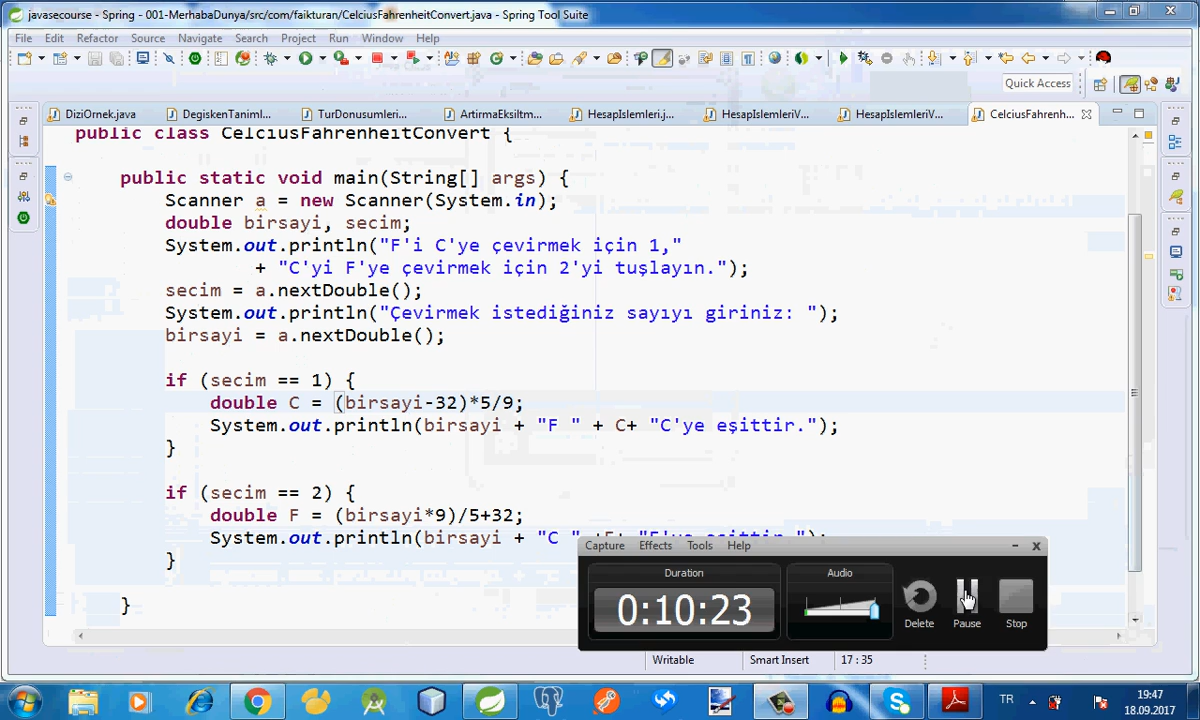 javasecourse - Spring - 001-MerhabaDunya/src/com/faikturan/CelciusFahrenheitConvert.java - Spring Tool Suite
File Edit Refactor Source Navigate Search Project Run Window Help
Quick Access
DiziOrnek.java DegiskenTaniml... TurDonusumleri... ArtirmaEksiltm... HesapIslemleri.j... HesapIslemleriV... HesapIslemleriV... CelciusFahrenh...
public class CelciusFahrenheitConvert {
public static void main(String[] args) {
Scanner a = new Scanner(System.in);
double birsayi, secim;
System.out.println("F'i C'ye çevirmek için 1,"
+ "C'yi F'ye çevirmek için 2'yi tuşlayın.");
secim = a.nextDouble();
System.out.println("Çevirmek istediğiniz sayıyı giriniz: ");
birsayi = a.nextDouble();
if (secim == 1) {
double C = (birsayi-32)*5/9;
System.out.println(birsayi + "F " + C+ "C'ye eşittir.");
}
if (secim == 2) {
double F = (birsayi*9)/5+32;
System.out.println(birsayi + "C "
}
}
Capture Effects Tools Help
Duration
0:10:23
Audio
Delete Pause Stop
Writable Smart Insert 17 : 35
TR
19:47
18.09.2017